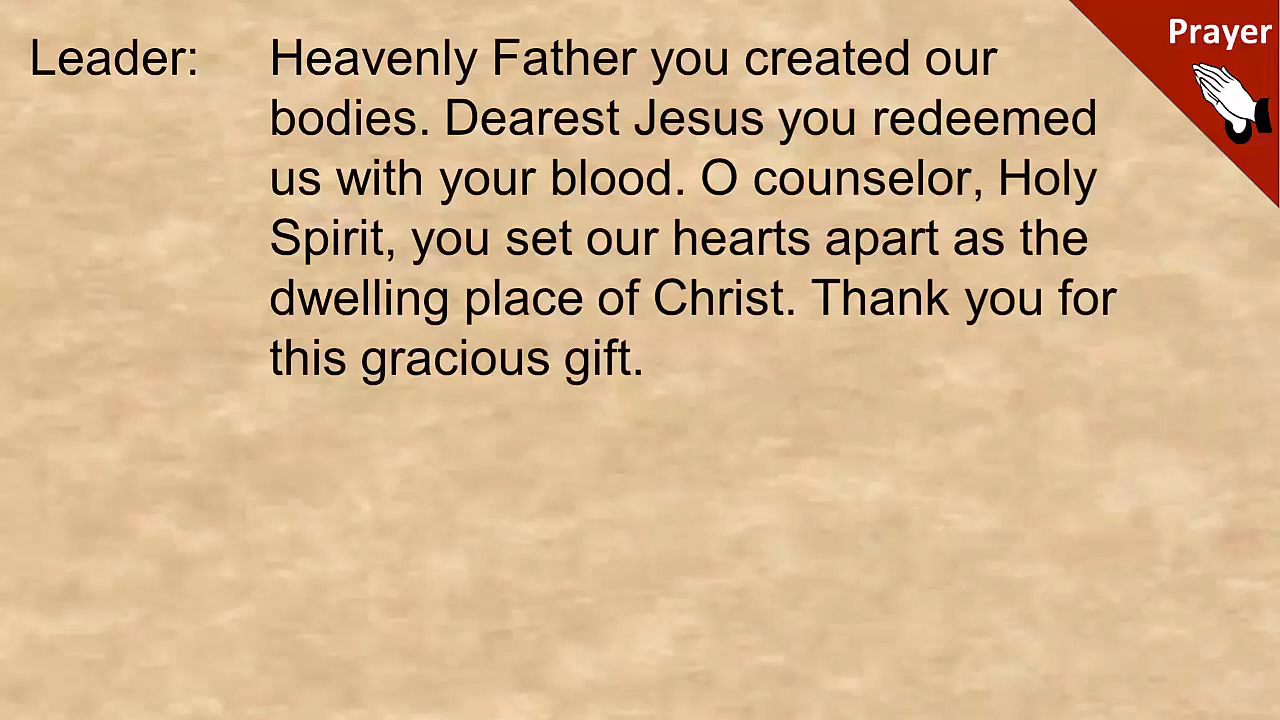 Prayer
Leader: Heavenly Father you created our
bodies. Dearest Jesus you redeemed
us with your blood. O counselor, Holy
Spirit, you set our hearts apart as the
dwelling place of Christ. Thank you for
this gracious gift.